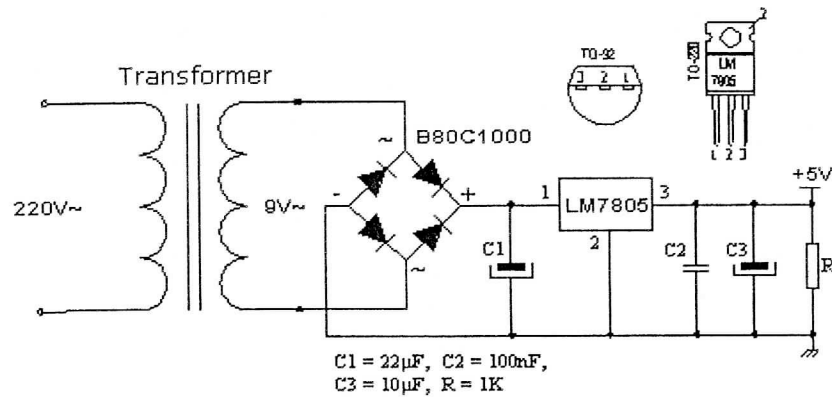 TO-92
3 2 1
2
TO-220
LM
7805
1 2 3
Transformer
220V~
9V~
~
B80C1000
-
+
~
1
LM7805
3
2
+5V
C1
C2
C3
R
C1 = 22µF, C2 = 100nF,
C3 = 10µF, R = 1K